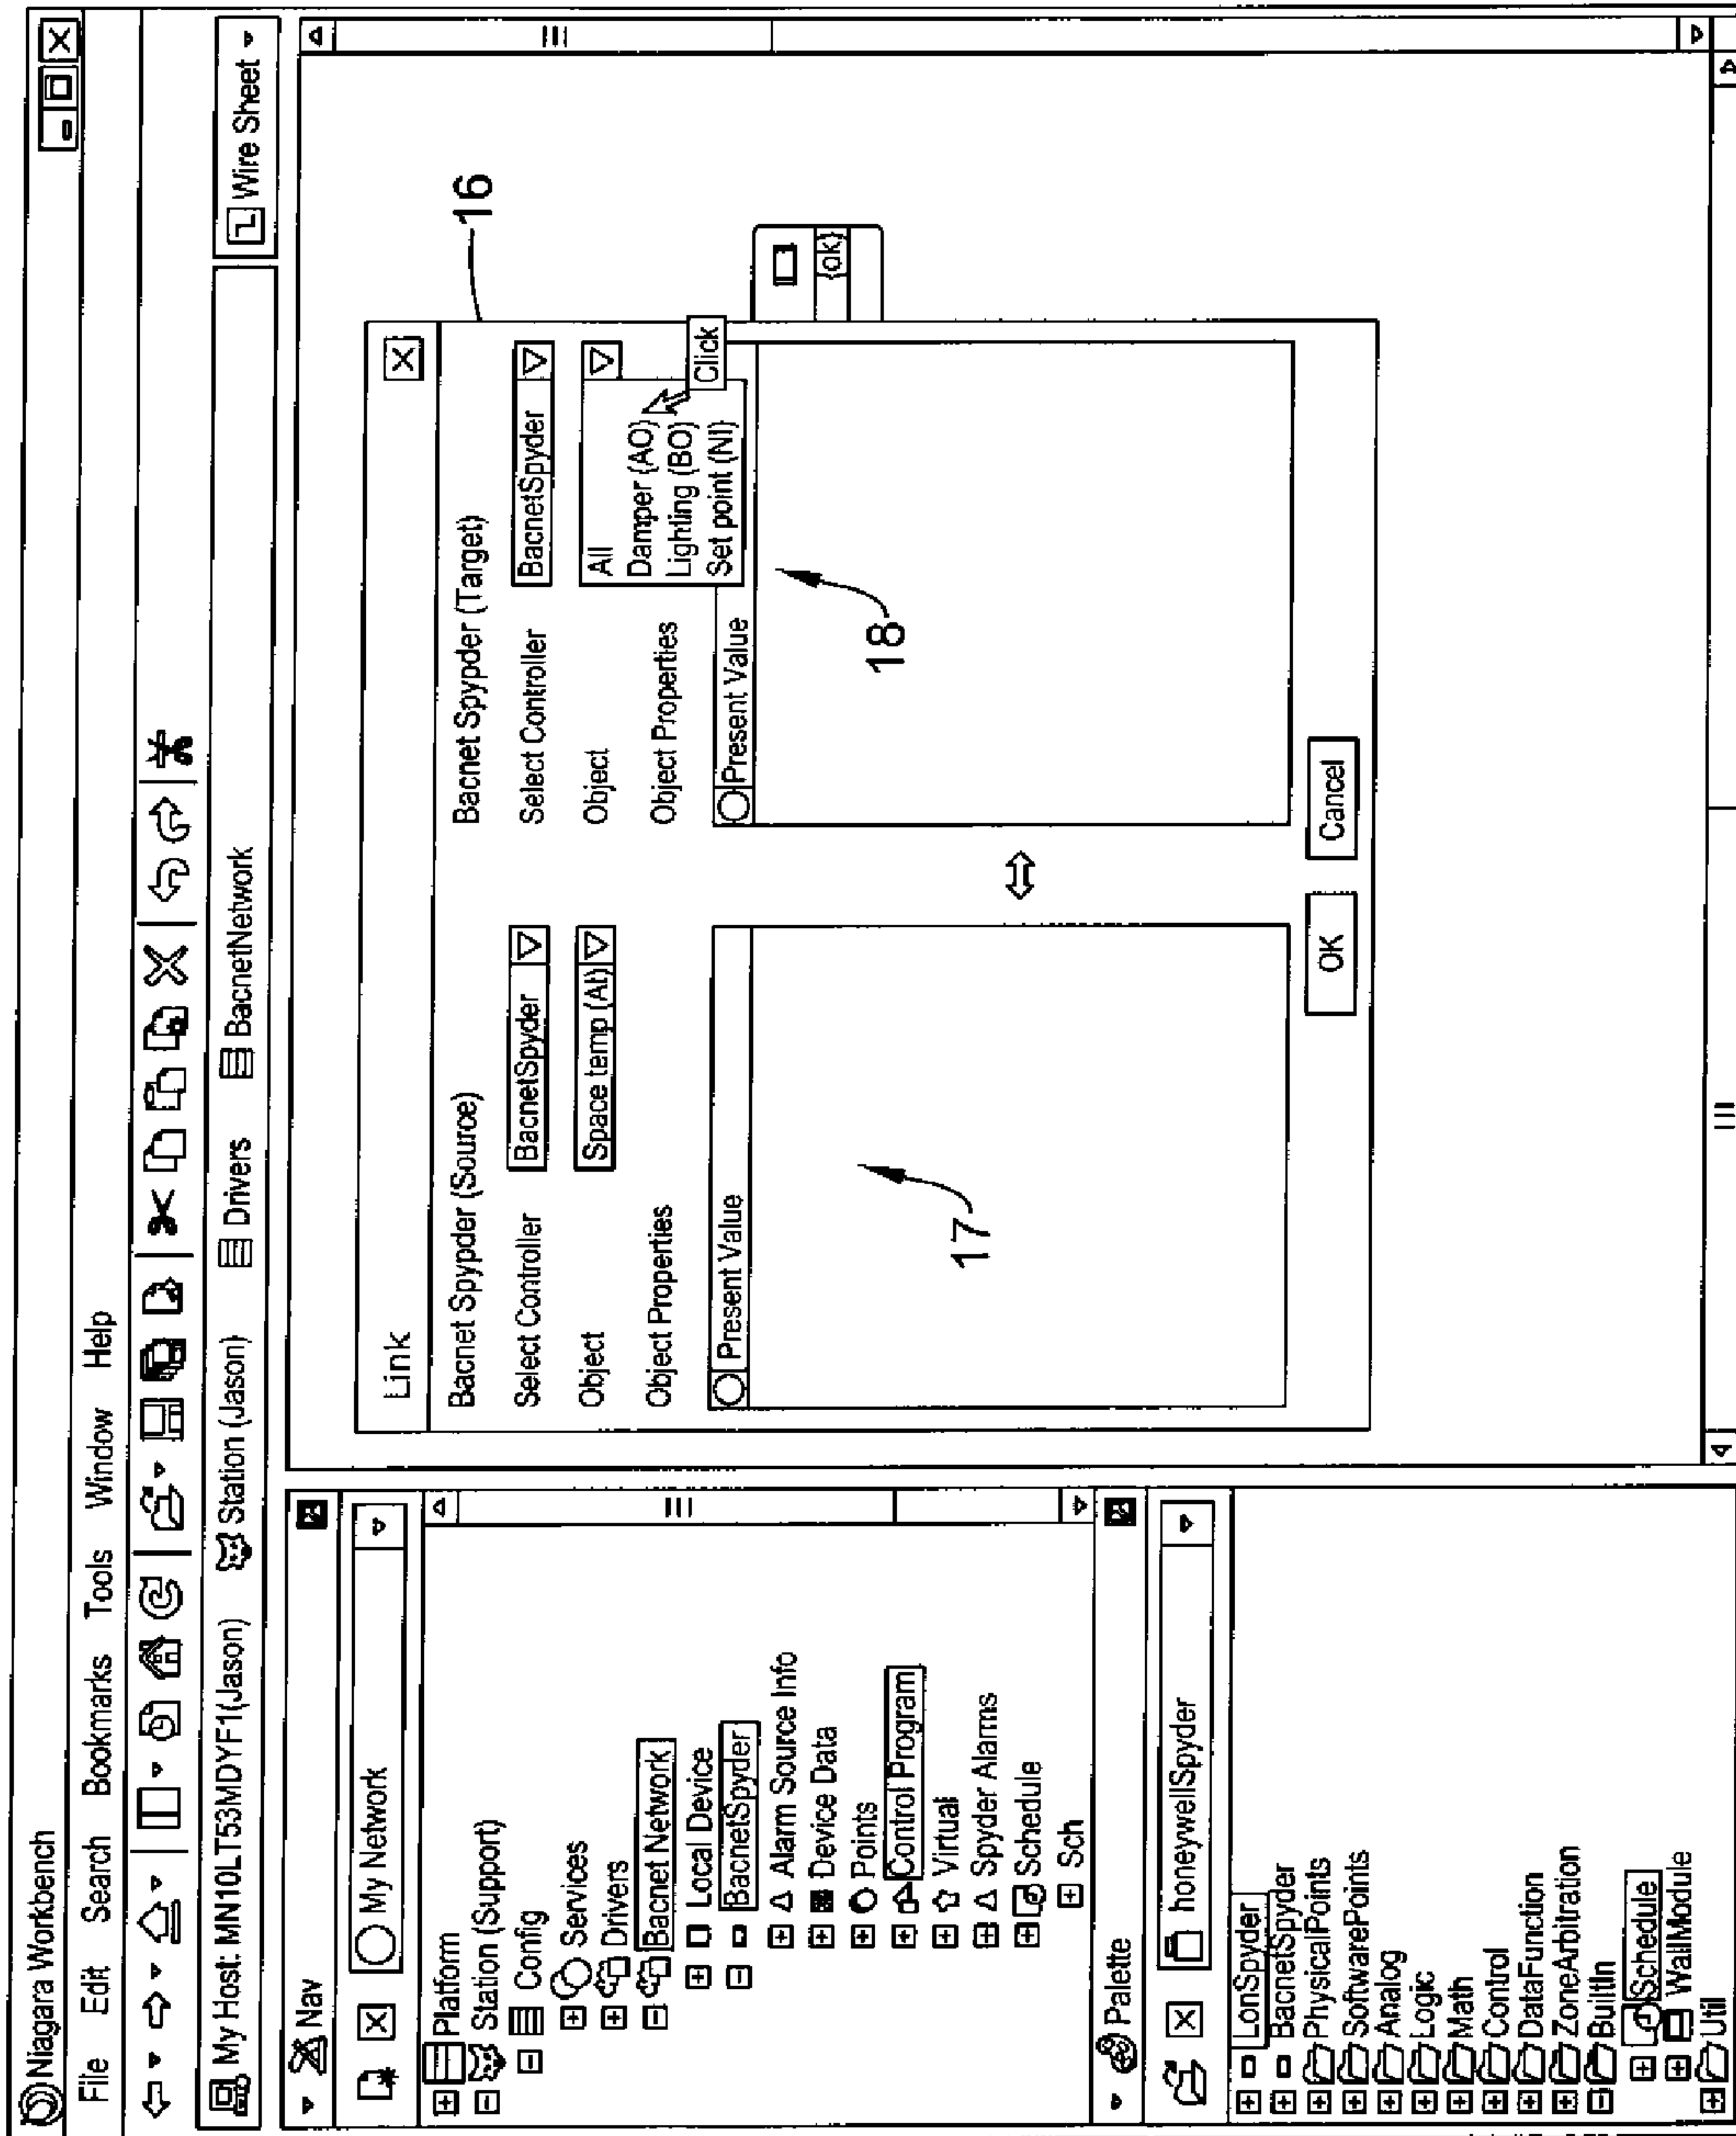 Niagara Workbench
File Edit Search Bookmarks Tools Window Help
My Host: MN10LT53MDYF1(Jason) Station (Jason) Drivers BacnetNetwork Wire Sheet
Nav
My Network
Platform
Station (Support)
Config
Services
Drivers
Bacnet Network
Local Device
BacnetSpyder
Alarm Source Info
Device Data
Points
Control Program
Virtual
Spyder Alarms
Schedule
Sch
Palette
honeywellSpyder
LonSpyder
BacnetSpyder
PhysicalPoints
SoftwarePoints
Analog
Logic
Math
Control
DataFunction
ZoneArbitration
BuiltIn
Schedule
WallModule
Util
Link
16
Bacnet Spypder (Source)
Select Controller BacnetSpyder
Object Space temp (AI)
Object Properties
Present Value
17
Bacnet Spypder (Target)
Select Controller BacnetSpyder
Object
All
Damper (AO)
Lighting (BO)
Set point (NI)
Click
Object Properties
Present Value
18
{ok}
OK Cancel